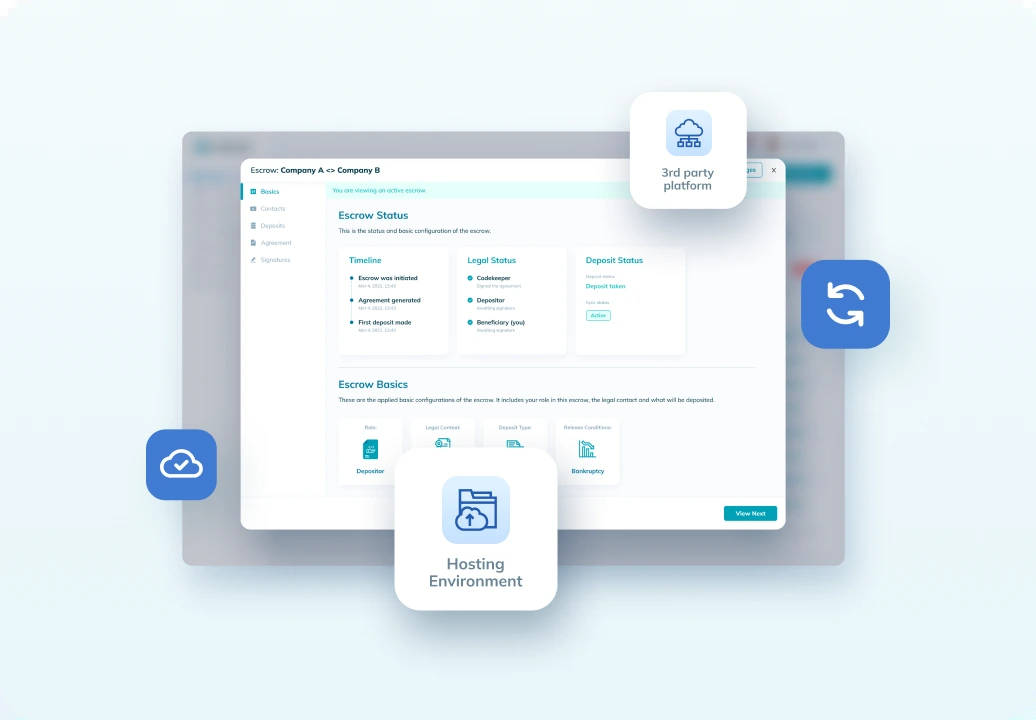 3rd party
platform
Escrow: Company A <> Company B
ges
X
Basics
You are viewing an active escrow.
Contacts
Deposits
Agreement
Signatures
Escrow Status
This is the status and basic configuration of the escrow.
Timeline
Escrow was initiated
Mar 4, 2021, 13:45
Agreement generated
Mar 4, 2021, 13:45
First deposit made
Mar 4, 2021, 13:45
Legal Status
Codekeeper
Signed the agreement
Depositor
Awaiting signature
Beneficiary (you)
Awaiting signature
Deposit Status
Deposit status
Deposit taken
Sync status
Active
Escrow Basics
These are the applied basic configurations of the escrow. It includes your role in this escrow, the legal contact and what will be deposited.
Role:
Depositor
Legal Contact:
Deposit Type:
Release Conditions:
Bankruptcy
View Next
Hosting
Environment